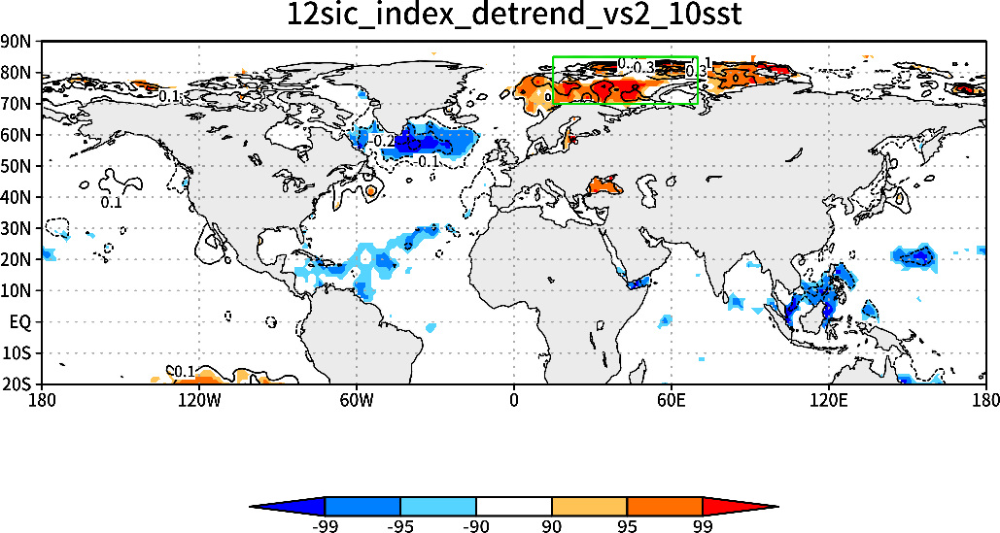 12sic_index_detrend_vs2_10sst
90N
80N
70N
60N
50N
40N
30N
20N
10N
EQ
10S
20S
0.1
0.3
0.3
-0.2
-0.1
0.1
0.1
180 120W 60W 0 60E 120E 180
-99 -95 -90 90 95 99